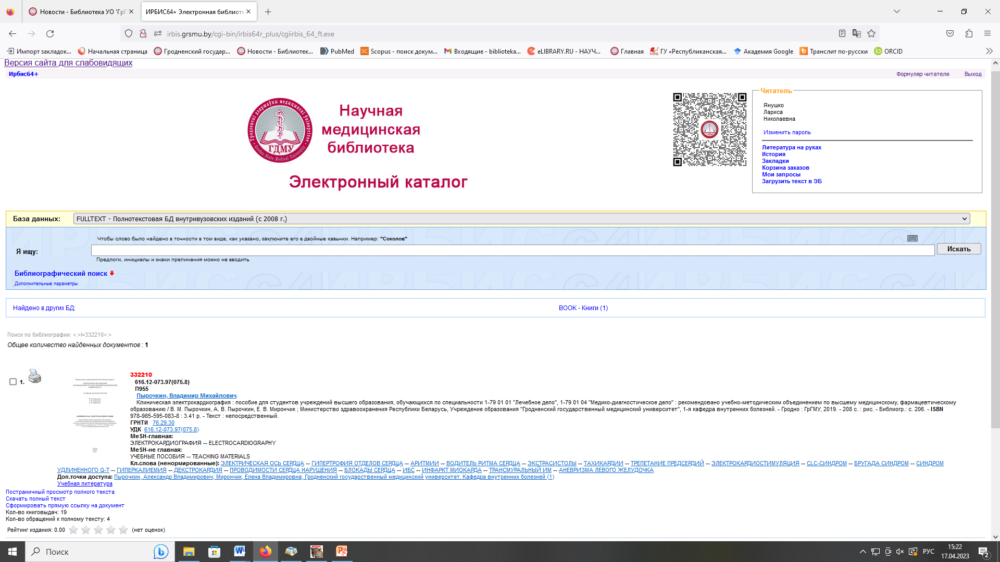 Новости - Библиотека УО "ГрГ
ИРБИС64+ Электронная библиоте
irbis.grsmu.by/cgi-bin/irbis64r_plus/cgiirbis_64_ft.exe
Импорт закладок... Начальная страница Гродненский государ... Новости - Библиотек... PubMed Scopus - поиск докум... Входящие - biblioteka... eLIBRARY.RU - НАУЧ... Главная ГУ «Республиканская... Академия Google Транслит по-русски ORCID
Версия сайта для слабовидящих
Ирбис64+ Формуляр читателя Выход
Научная
медицинская
библиотека
Электронный каталог
Гродзенскі дзяржаўны медыцынскі ўніверсітэт
ГДМУ
Grodno State Medical University
Читатель
Янушко
Лариса
Николаевна
Изменить пароль
Литература на руках
История
Закладки
Корзина заказов
Мои запросы
Загрузить текст в ЭБ
База данных: FULLTEXT - Полнотекстовая БД внутривузовских изданий (с 2008 г.)
Чтобы слово было найдено в точности в том виде, как указано, заключите его в двойные кавычки. Например: "Соколов"
Я ищу: Искать
Предлоги, инициалы и знаки препинания можно не вводить
Библиографический поиск
Дополнительные параметры
Найдено в других БД: BOOK - Книги (1)
Поиск по библиографии: <.>I=332210<.>
Общее количество найденных документов : 1
1.
332210
616.12-073.97(075.8)
П955
Пырочкин, Владимир Михайлович.
Клиническая электрокардиография : пособие для студентов учреждений высшего образования, обучающихся по специальности 1-79 01 01 "Лечебное дело", 1-79 01 04 "Медико-диагностическое дело" : рекомендовано учебно-методическим объединением по высшему медицинскому, фармацевтическому
образованию / В. М. Пырочкин, А. В. Пырочкин, Е. В. Мирончик ; Министерство здравоохранения Республики Беларусь, Учреждение образования "Гродненский государственный медицинский университет", 1-я кафедра внутренних болезней. - Гродно : ГрГМУ, 2019. - 208 с. : рис. - Библиогр.: с. 206. - ISBN
978-985-595-083-8 : 3.41 р. - Текст : непосредственный.
ГРНТИ 76.29.30
УДК 616.12-073.97(075.8)
MeSH-главная:
ЭЛЕКТРОКАРДИОГРАФИЯ -- ELECTROCARDIOGRAPHY
MeSH-не главная:
УЧЕБНЫЕ ПОСОБИЯ -- TEACHING MATERIALS
Кл.слова (ненормированные): ЭЛЕКТРИЧЕСКАЯ ОСЬ СЕРДЦА -- ГИПЕРТРОФИЯ ОТДЕЛОВ СЕРДЦА -- АРИТМИИ -- ВОДИТЕЛЬ РИТМА СЕРДЦА -- ЭКСТРАСИСТОЛЫ -- ТАХИКАРДИИ -- ТРЕПЕТАНИЕ ПРЕДСЕРДИЙ -- ЭЛЕКТРОКАРДИОСТИМУЛЯЦИЯ -- CLC-СИНДРОМ -- БРУГАДА СИНДРОМ -- СИНДРОМ
УДЛИНЕННОГО Q-T -- ГИПЕРКАЛИЕМИЯ -- ДЕКСТРОКАРДИЯ -- ПРОВОДИМОСТИ СЕРДЦА НАРУШЕНИЯ -- БЛОКАДЫ СЕРДЦА -- ИБС -- ИНФАРКТ МИОКАРДА -- ТРАНСМУРАЛЬНЫЙ ИМ -- АНЕВРИЗМА ЛЕВОГО ЖЕЛУДОЧКА
Доп.точки доступа: Пырочкин, Александр Владимирович; Мирончик, Елена Владимировна; Гродненский государственный медицинский университет. Кафедра внутренних болезней (1)
Учебная литература
Постраничный просмотр полного текста
Скачать полный текст
Сформировать прямую ссылку на документ
Кол-во книговыдач: 19
Кол-во обращений к полному тексту: 4
Рейтинг издания: 0.00 (нет оценок)
Поиск
РУС
15:22
17.04.2023
2